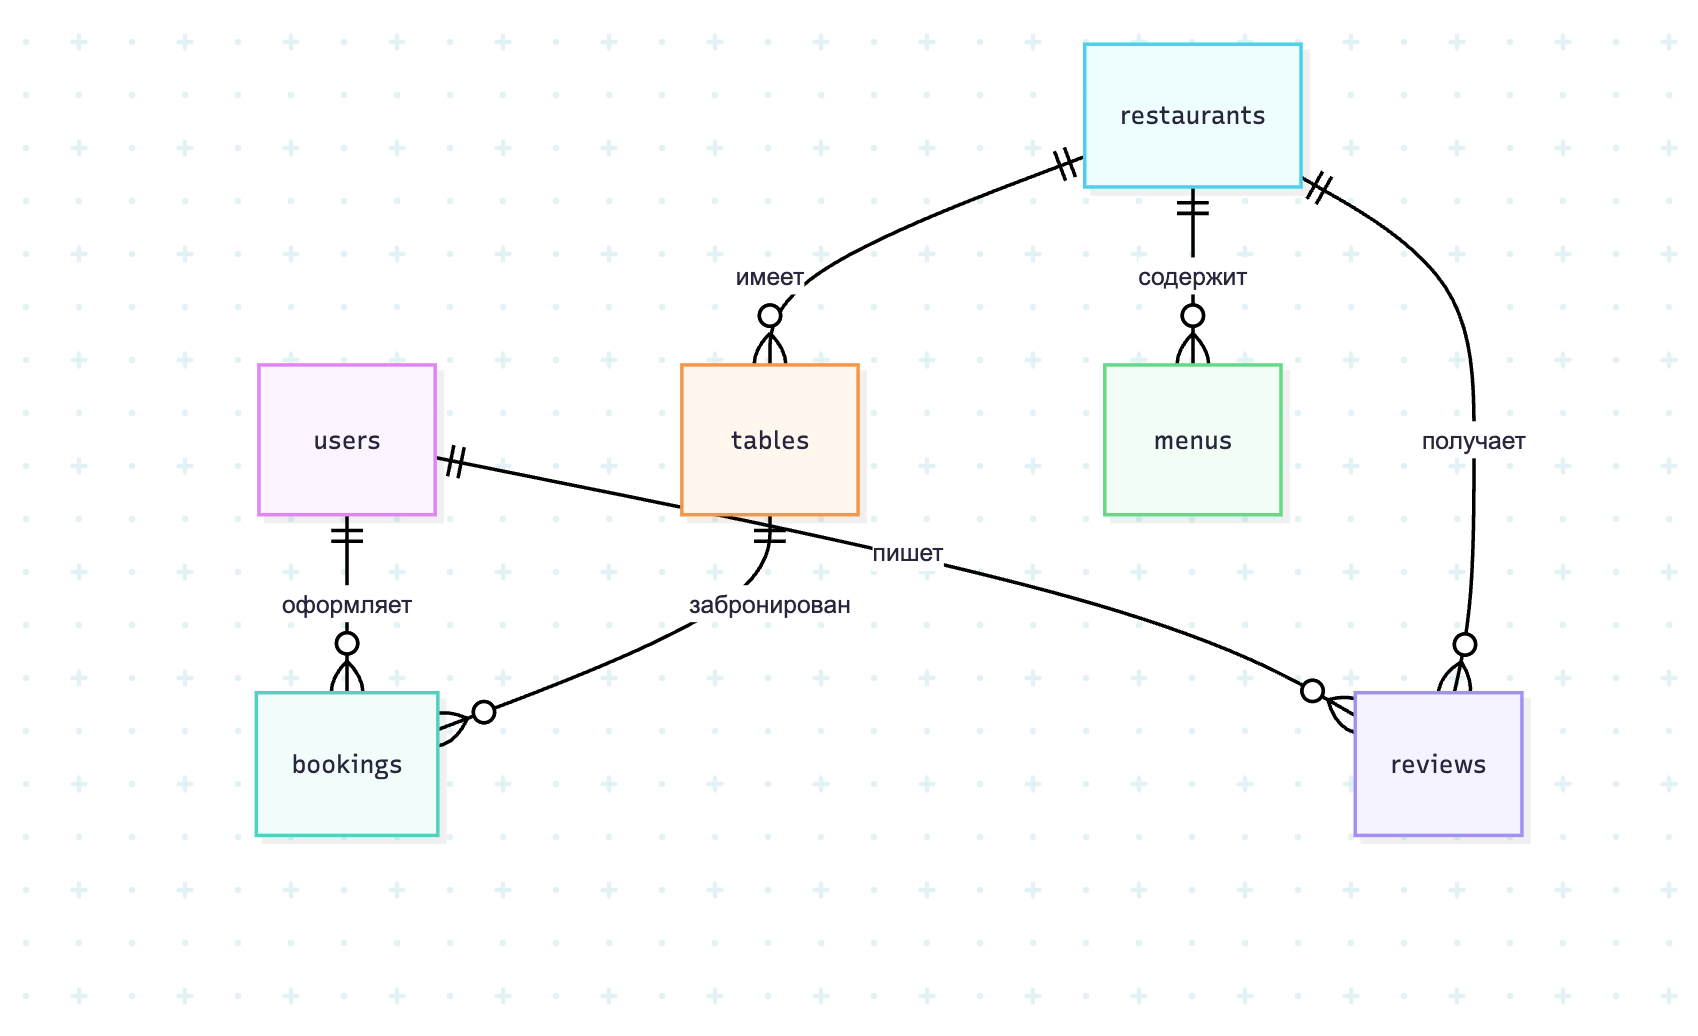 restaurants
имеет
содержит
users
tables
menus
получает
пишет
оформляет
забронирован
bookings
reviews